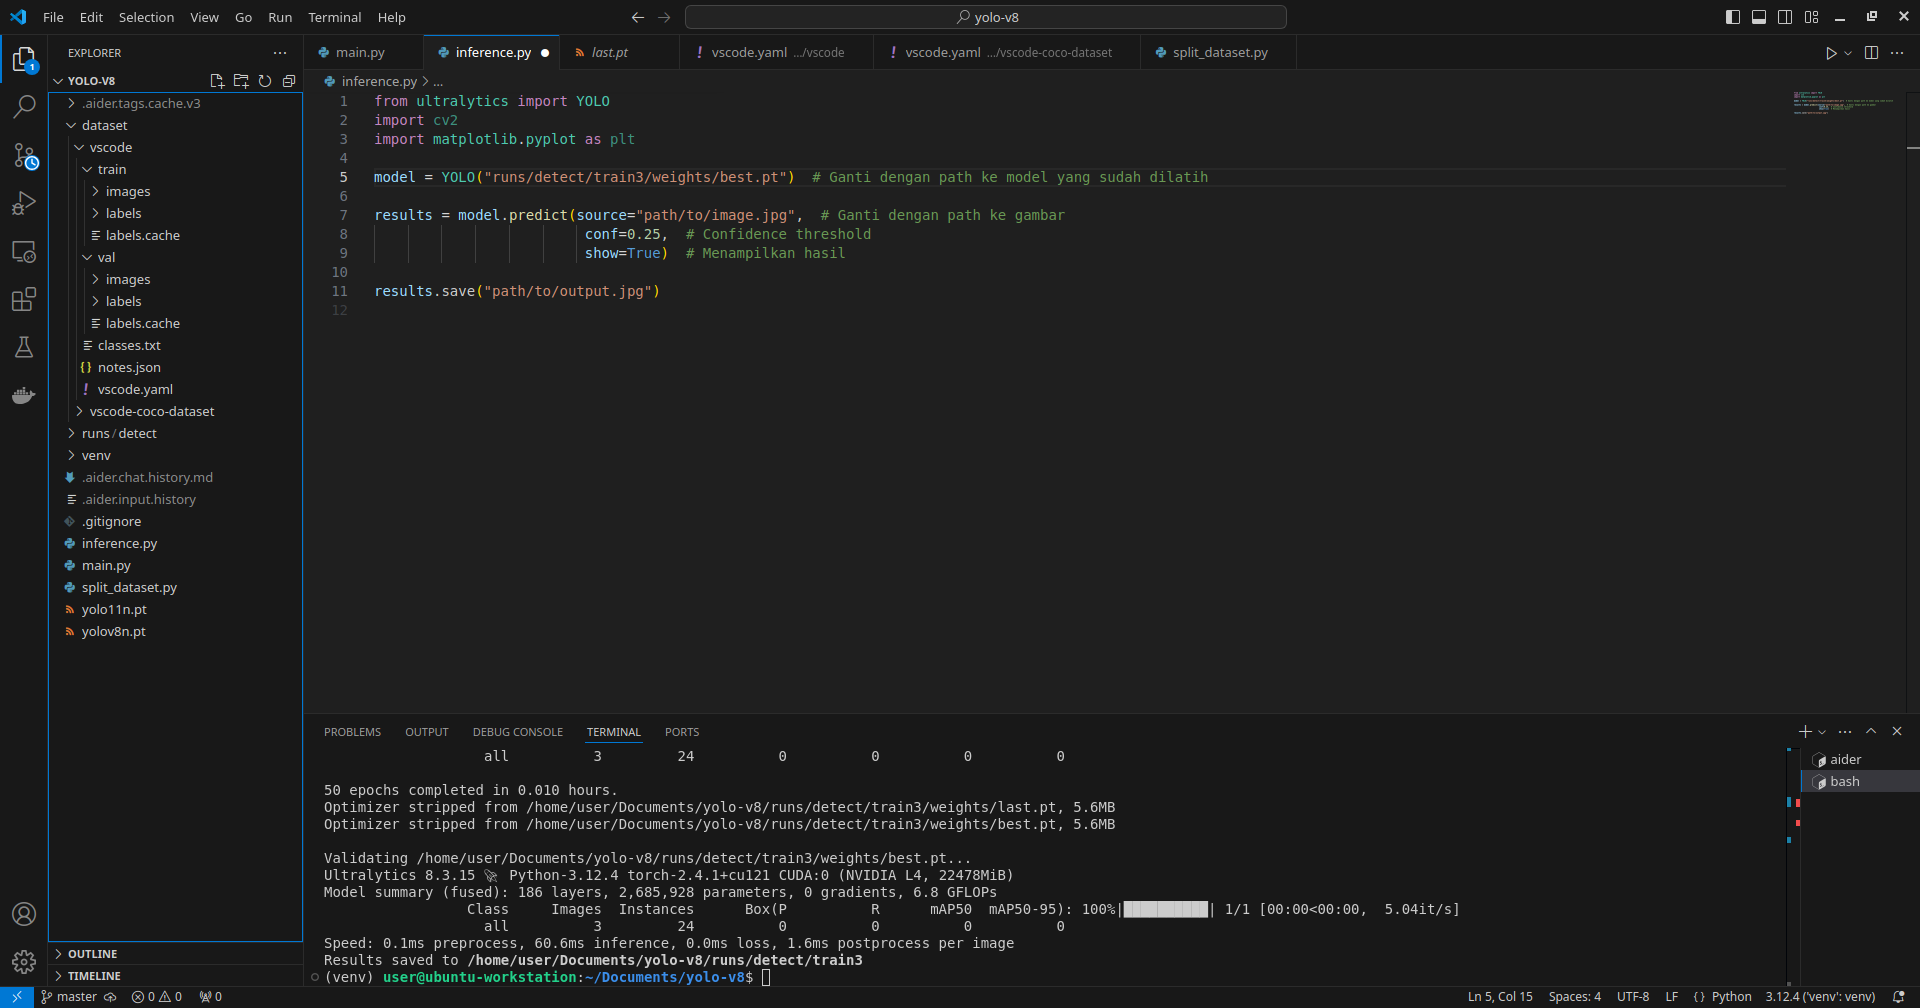 File Edit Selection View Go Run Terminal Help
yolo-v8
EXPLORER
main.py
inference.py
last.pt
vscode.yaml .../vscode
vscode.yaml .../vscode-coco-dataset
split_dataset.py
YOLO-V8
.aider.tags.cache.v3
dataset
vscode
train
images
labels
labels.cache
val
images
labels
labels.cache
classes.txt
notes.json
vscode.yaml
vscode-coco-dataset
runs/detect
venv
.aider.chat.history.md
.aider.input.history
.gitignore
inference.py
main.py
split_dataset.py
yolo11n.pt
yolov8n.pt
OUTLINE
TIMELINE
1
inference.py > ...
1 from ultralytics import YOLO
2 import cv2
3 import matplotlib.pyplot as plt
4
5 model = YOLO("runs/detect/train3/weights/best.pt")  # Ganti dengan path ke model yang sudah dilatih
6
7 results = model.predict(source="path/to/image.jpg",  # Ganti dengan path ke gambar
8 conf=0.25,  # Confidence threshold
9 show=True)  # Menampilkan hasil
10
11 results.save("path/to/output.jpg")
12
PROBLEMS OUTPUT DEBUG CONSOLE TERMINAL PORTS
all 3 24 0 0 0 0
50 epochs completed in 0.010 hours.
Optimizer stripped from /home/user/Documents/yolo-v8/runs/detect/train3/weights/last.pt, 5.6MB
Optimizer stripped from /home/user/Documents/yolo-v8/runs/detect/train3/weights/best.pt, 5.6MB
Validating /home/user/Documents/yolo-v8/runs/detect/train3/weights/best.pt...
Ultralytics 8.3.15 🚀 Python-3.12.4 torch-2.4.1+cu121 CUDA:0 (NVIDIA L4, 22478MiB)
Model summary (fused): 186 layers, 2,685,928 parameters, 0 gradients, 6.8 GFLOPs
Class Images Instances Box(P R mAP50 mAP50-95): 100%|██████████| 1/1 [00:00<00:00, 5.04it/s]
all 3 24 0 0 0 0
Speed: 0.1ms preprocess, 60.6ms inference, 0.0ms loss, 1.6ms postprocess per image
Results saved to /home/user/Documents/yolo-v8/runs/detect/train3
(venv) user@ubuntu-workstation:~/Documents/yolo-v8$
aider
bash
master 0 0 0
Ln 5, Col 15 Spaces: 4 UTF-8 LF { } Python 3.12.4 ('venv': venv)